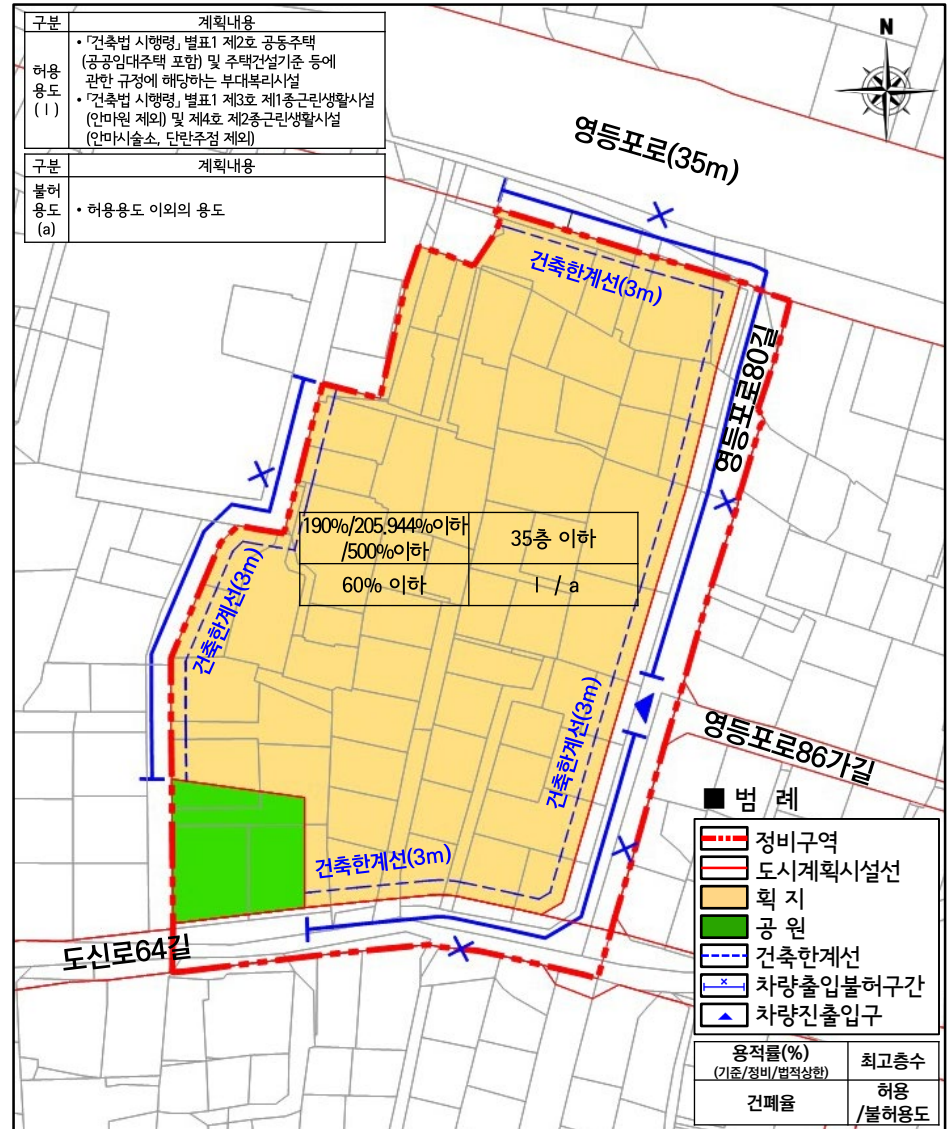 구분 계획내용
허용
용도
(Ⅰ)
• 「건축법 시행령」 별표1 제2호 공동주택
(공공임대주택 포함) 및 주택건설기준 등에
관한 규정에 해당하는 부대복리시설
• 「건축법 시행령」 별표1 제3호 제1종근린생활시설
(안마원 제외) 및 제4호 제2종근린생활시설
(안마시술소, 단란주점 제외)
구분 계획내용
불허
용도
(a)
• 허용용도 이외의 용도
N
영등포로(35m)
건축한계선(3m)
영등포로80길
190%/205.944%이하
/500%이하
35층 이하
60% 이하
Ⅰ / a
건축한계선(3m)
건축한계선(3m)
영등포로86가길
건축한계선(3m)
도신로64길
■ 범 례
정비구역
도시계획시설선
획 지
공 원
건축한계선
차량출입불허구간
차량진출입구
용적률(%)
(기준/정비/법적상한)
최고층수
건폐율
허용
/불허용도